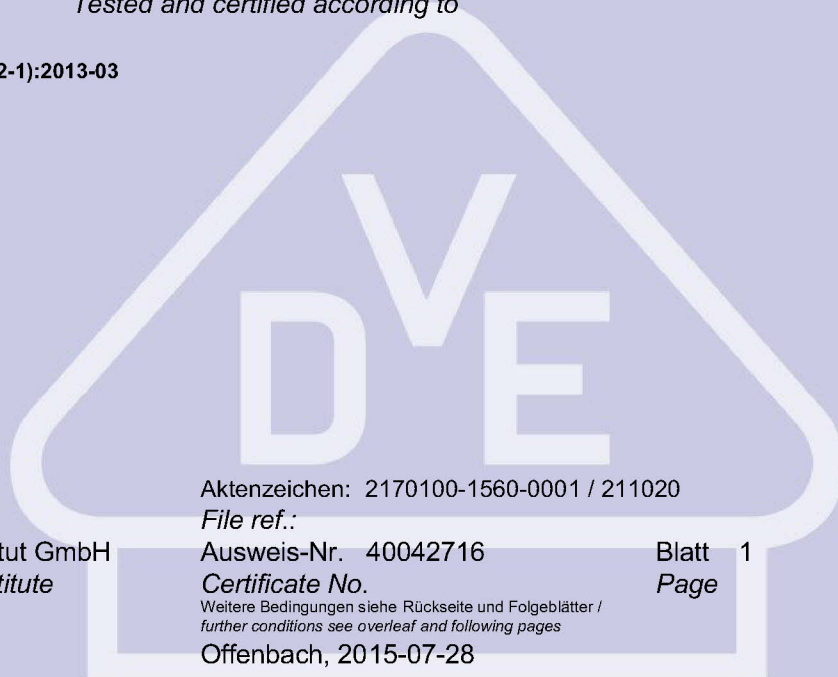 Tested and certified according to
2-1):2013-03
VDE
Aktenzeichen: 2170100-1560-0001 / 211020
File ref.:
tut GmbH Ausweis-Nr. 40042716 Blatt 1
titute Certificate No. Page
Weitere Bedingungen siehe Rückseite und Folgeblätter /
further conditions see overleaf and following pages
Offenbach, 2015-07-28